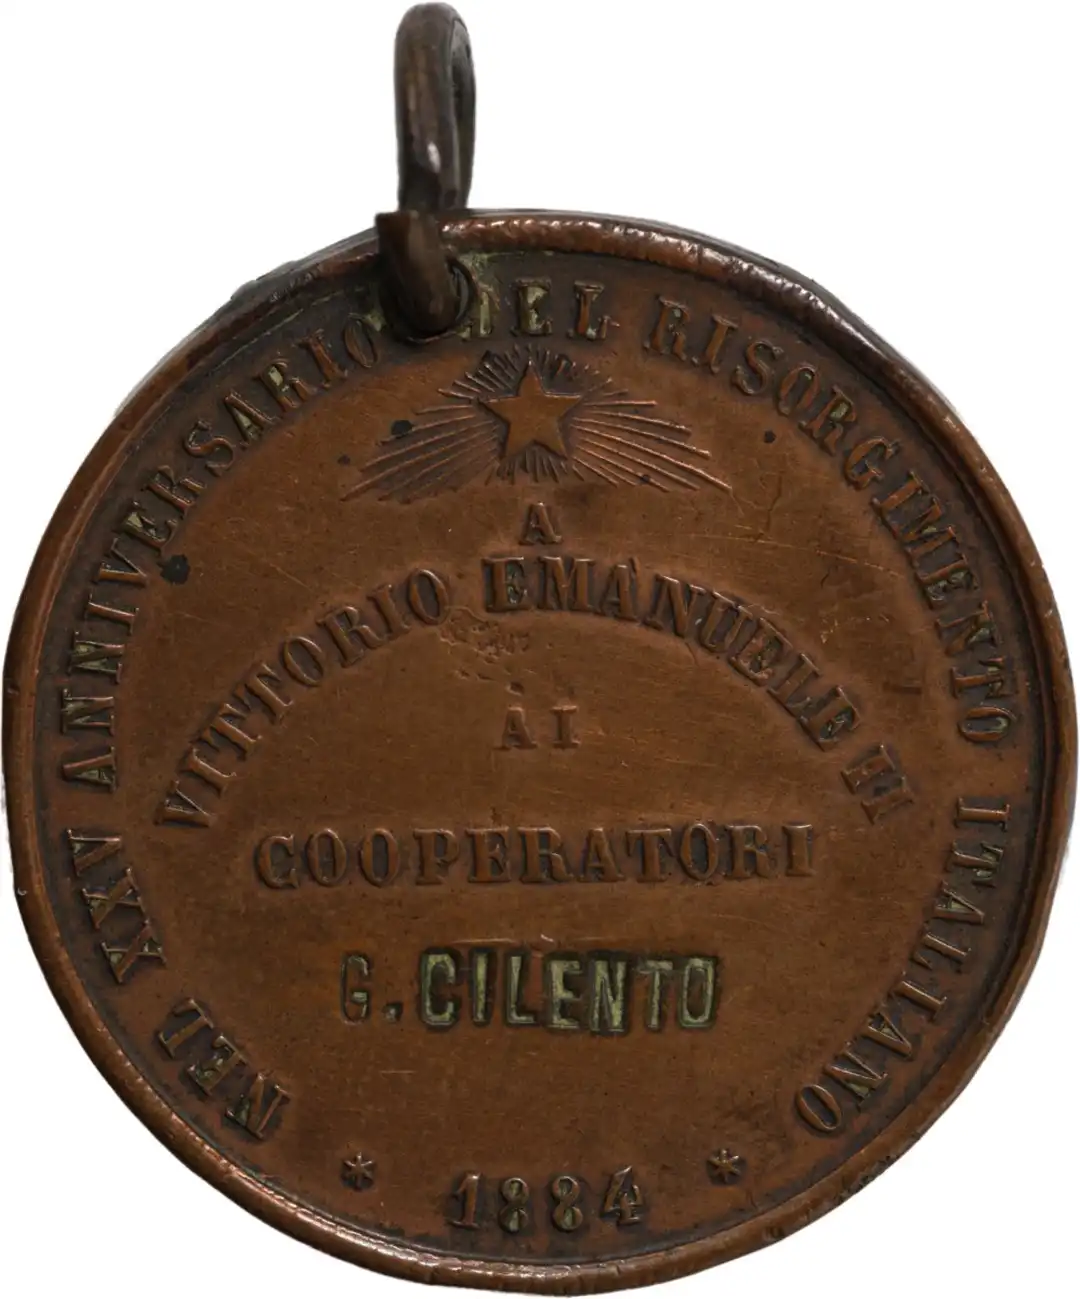 NEL XXV ANNIVERSARIO DEL RISORGIMENTO ITALIANO
A
VITTORIO EMANUELE II
AI
COOPERATORI
G. CILENTO
* 1884 *